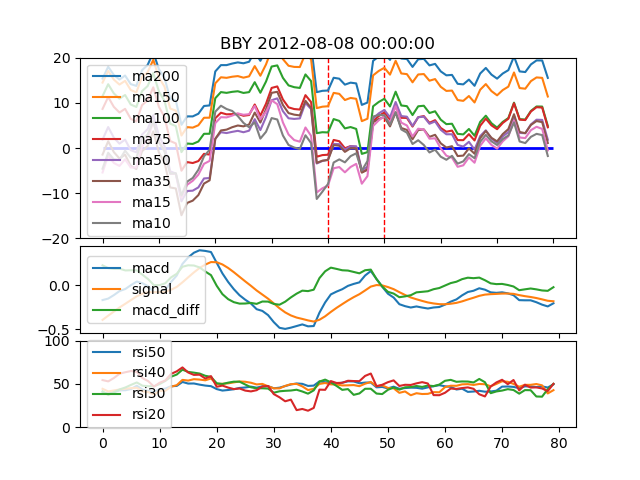 BBY 2012-08-08 00:00:00
20
10
0
−10
−20
ma200
ma150
ma100
ma75
ma50
ma35
ma15
ma10
0.0
−0.5
macd
signal
macd_diff
100
50
0
rsi50
rsi40
rsi30
rsi20
0 10 20 30 40 50 60 70 80